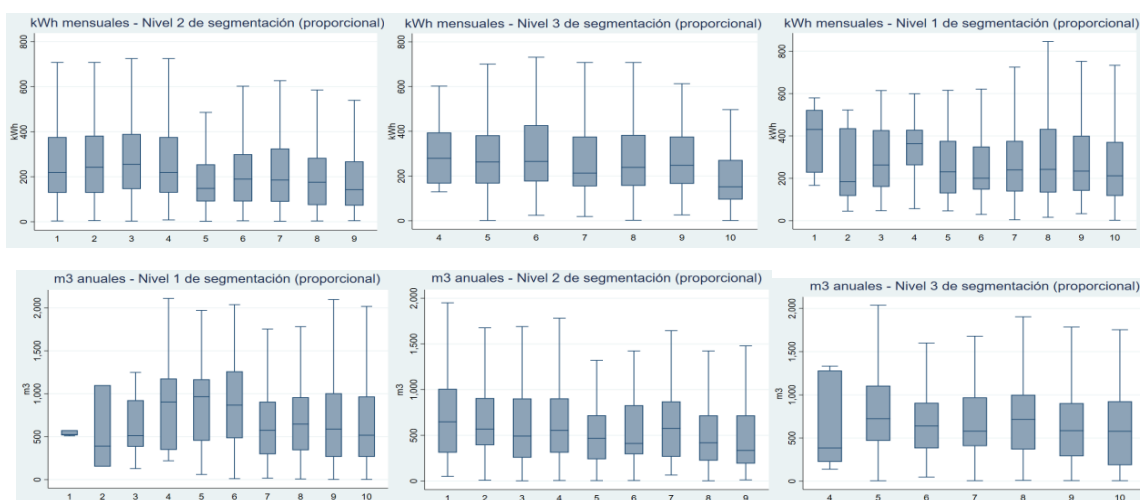 kWh mensuales - Nivel 2 de segmentación (proporcional)
800
600
400
200
0
kWh
1 2 3 4 5 6 7 8 9
kWh mensuales - Nivel 3 de segmentación (proporcional)
800
600
400
200
0
kWh
4 5 6 7 8 9 10
kWh mensuales - Nivel 1 de segmentación (proporcional)
800
600
400
200
0
kWh
1 2 3 4 5 6 7 8 9 10
m3 anuales - Nivel 1 de segmentación (proporcional)
2,000
1,500
1,000
500
0
m3
1 2 3 4 5 6 7 8 9 10
m3 anuales - Nivel 2 de segmentación (proporcional)
2,000
1,500
1,000
500
0
m3
1 2 3 4 5 6 7 8 9
m3 anuales - Nivel 3 de segmentación (proporcional)
2,000
1,500
1,000
500
0
m3
4 5 6 7 8 9 10